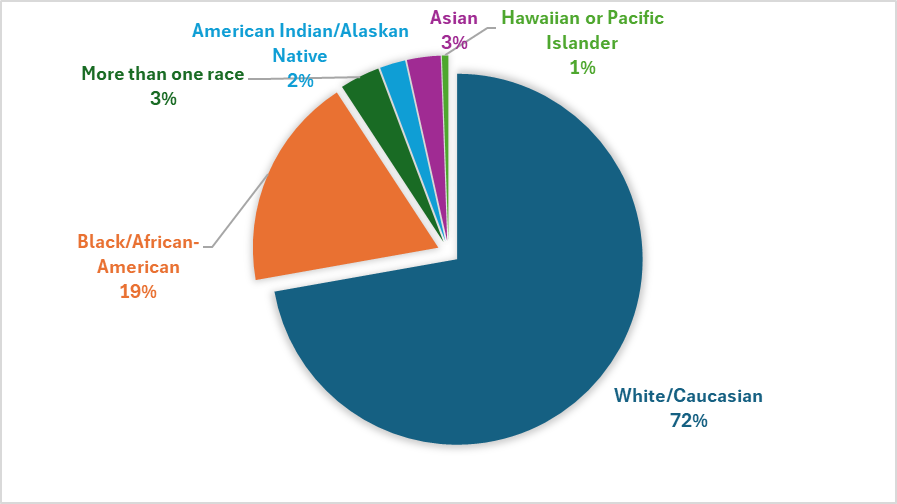 American Indian/Alaskan
Native
2%
Asian
3%
Hawaiian or Pacific
Islander
1%
More than one race
3%
Black/African-
American
19%
White/Caucasian
72%